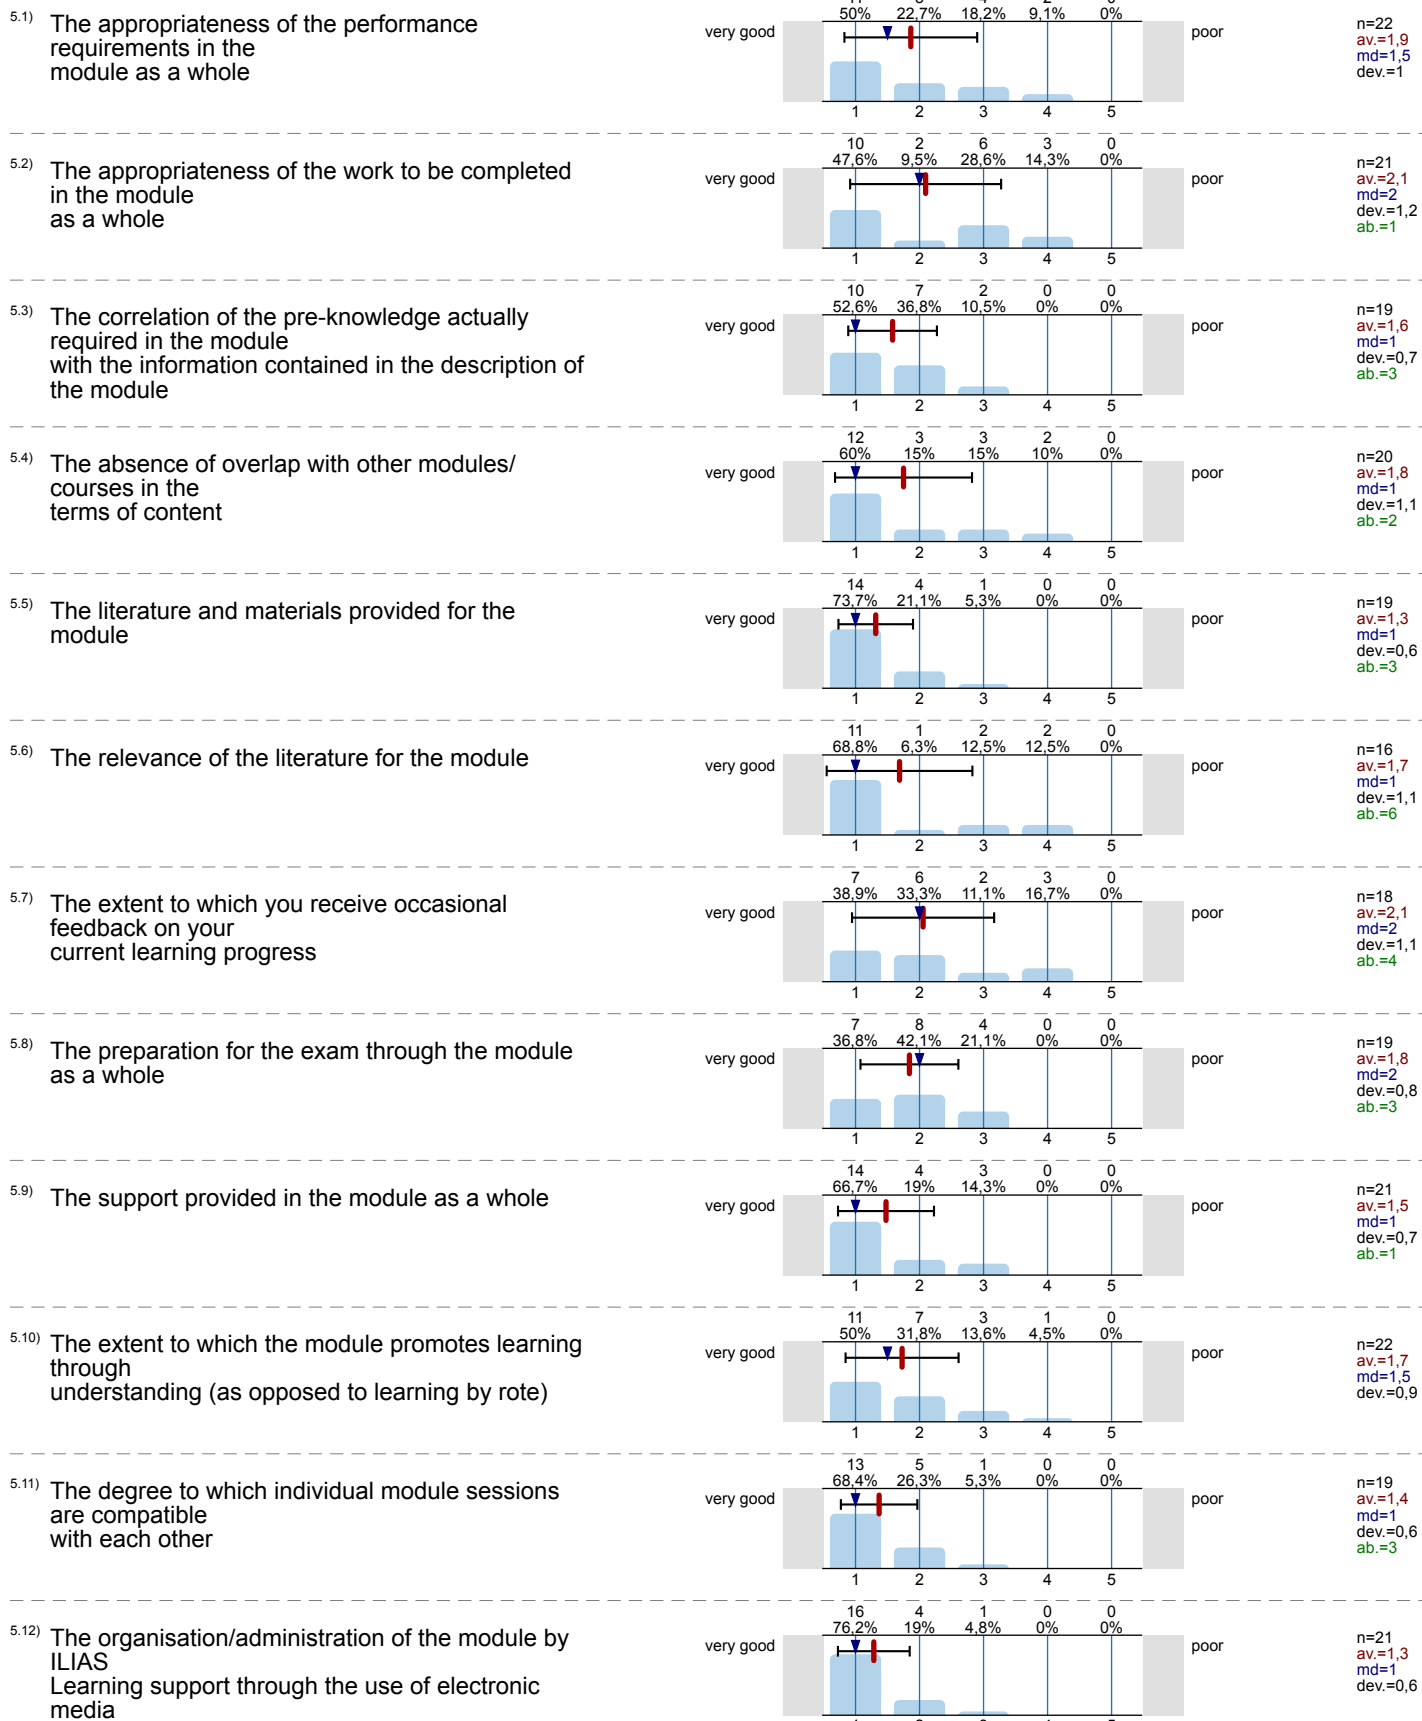 50% 22,7% 18,2% 9,1% 0%
5.1) The appropriateness of the performance
requirements in the
module as a whole
very good
poor
n=22
av.=1,9
md=1,5
dev.=1
1 2 3 4 5
10 2 6 3 0
47,6% 9,5% 28,6% 14,3% 0%
5.2) The appropriateness of the work to be completed
in the module
as a whole
very good
poor
n=21
av.=2,1
md=2
dev.=1,2
ab.=1
1 2 3 4 5
10 7 2 0 0
52,6% 36,8% 10,5% 0% 0%
5.3) The correlation of the pre-knowledge actually
required in the module
with the information contained in the description of
the module
very good
poor
n=19
av.=1,6
md=1
dev.=0,7
ab.=3
1 2 3 4 5
12 3 3 2 0
60% 15% 15% 10% 0%
5.4) The absence of overlap with other modules/
courses in the
terms of content
very good
poor
n=20
av.=1,8
md=1
dev.=1,1
ab.=2
1 2 3 4 5
14 4 1 0 0
73,7% 21,1% 5,3% 0% 0%
5.5) The literature and materials provided for the
module
very good
poor
n=19
av.=1,3
md=1
dev.=0,6
ab.=3
1 2 3 4 5
11 1 2 2 0
68,8% 6,3% 12,5% 12,5% 0%
5.6) The relevance of the literature for the module
very good
poor
n=16
av.=1,7
md=1
dev.=1,1
ab.=6
1 2 3 4 5
7 6 2 3 0
38,9% 33,3% 11,1% 16,7% 0%
5.7) The extent to which you receive occasional
feedback on your
current learning progress
very good
poor
n=18
av.=2,1
md=2
dev.=1,1
ab.=4
1 2 3 4 5
7 8 4 0 0
36,8% 42,1% 21,1% 0% 0%
5.8) The preparation for the exam through the module
as a whole
very good
poor
n=19
av.=1,8
md=2
dev.=0,8
ab.=3
1 2 3 4 5
14 4 3 0 0
66,7% 19% 14,3% 0% 0%
5.9) The support provided in the module as a whole
very good
poor
n=21
av.=1,5
md=1
dev.=0,7
ab.=1
1 2 3 4 5
11 7 3 1 0
50% 31,8% 13,6% 4,5% 0%
5.10) The extent to which the module promotes learning
through
understanding (as opposed to learning by rote)
very good
poor
n=22
av.=1,7
md=1,5
dev.=0,9
1 2 3 4 5
13 5 1 0 0
68,4% 26,3% 5,3% 0% 0%
5.11) The degree to which individual module sessions
are compatible
with each other
very good
poor
n=19
av.=1,4
md=1
dev.=0,6
ab.=3
1 2 3 4 5
16 4 1 0 0
76,2% 19% 4,8% 0% 0%
5.12) The organisation/administration of the module by
ILIAS
Learning support through the use of electronic
media
very good
poor
n=21
av.=1,3
md=1
dev.=0,6